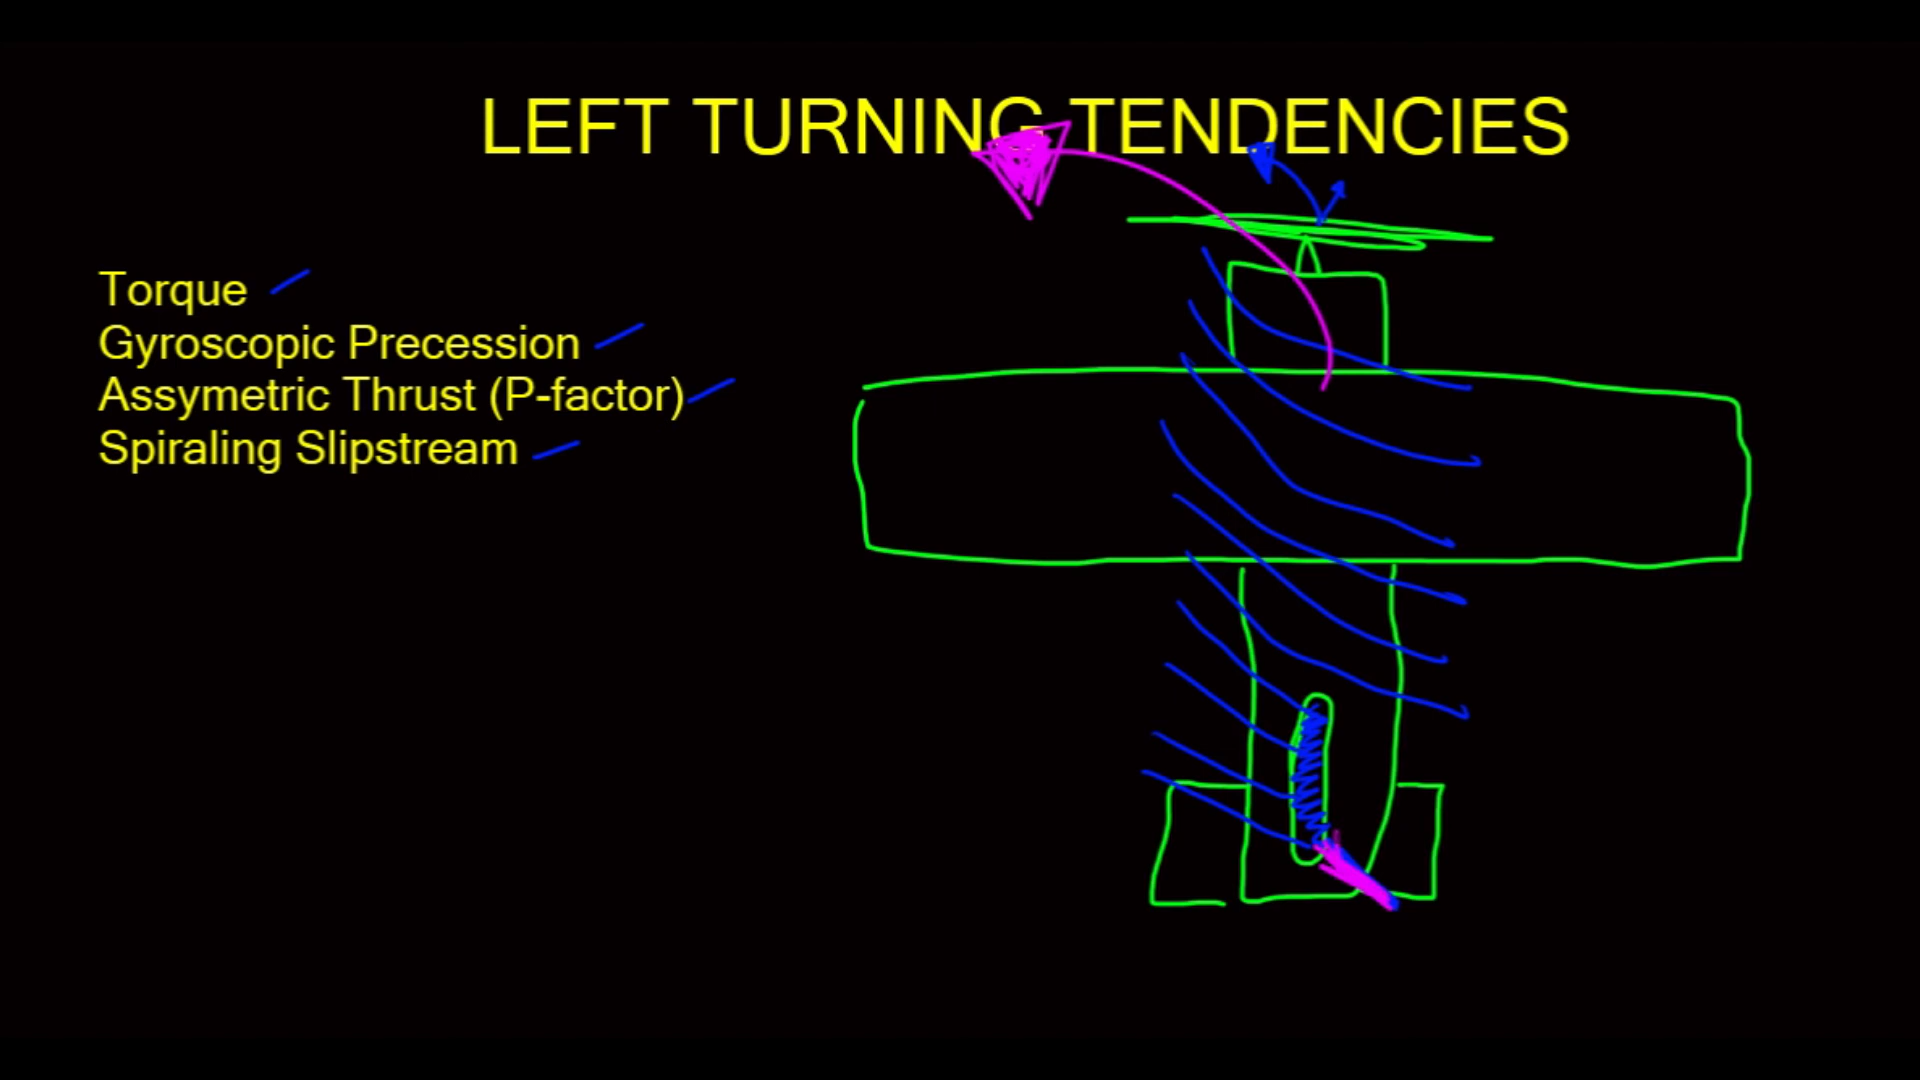 LEFT TURNING TENDENCIES
Torque
Gyroscopic Precession
Assymetric Thrust (P-factor)
Spiraling Slipstream